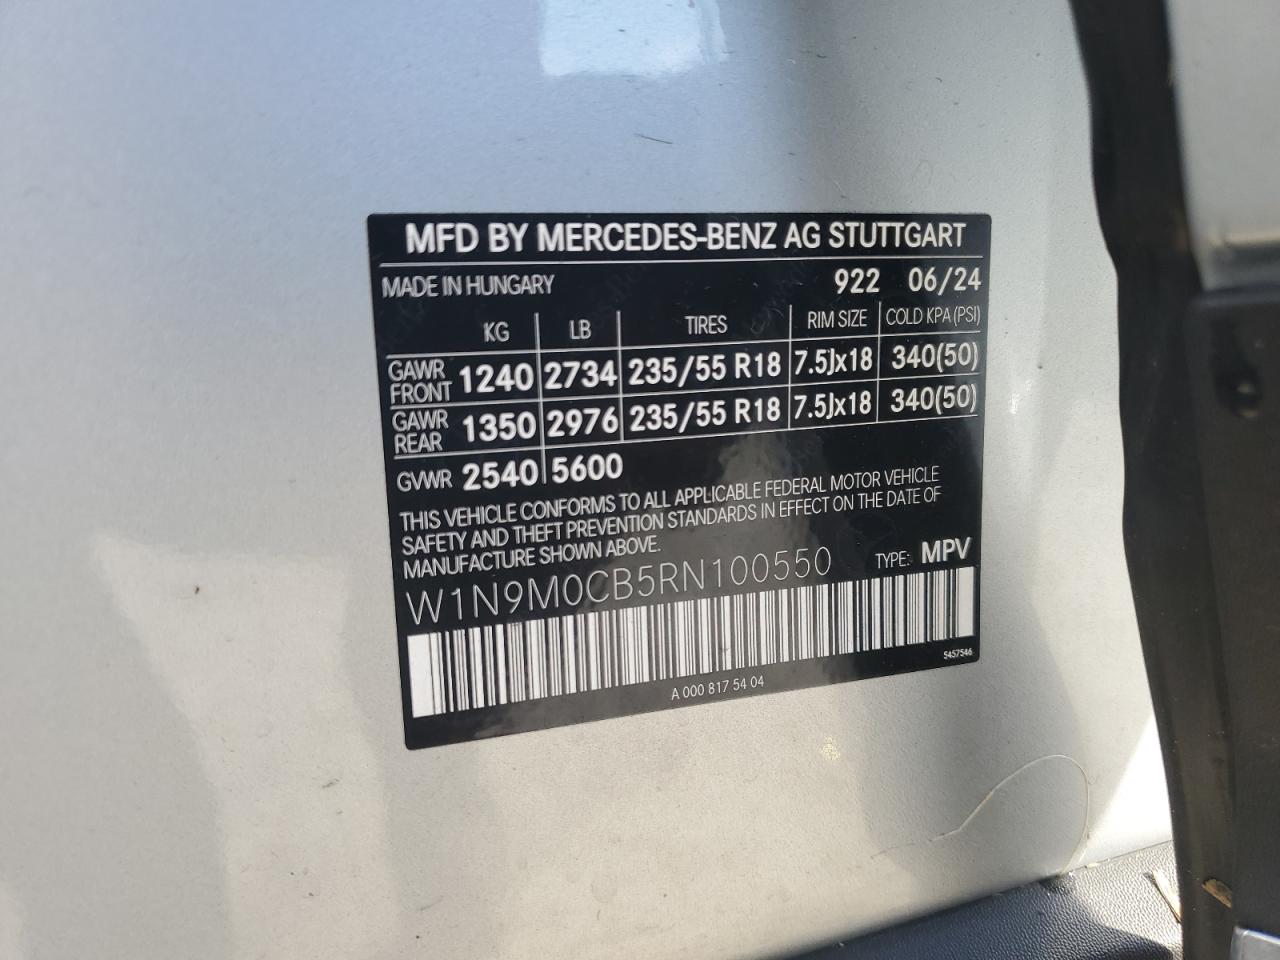 MFD BY MERCEDES-BENZ AG STUTTGART
MADE IN HUNGARY 922 06/24
KG LB TIRES RIM SIZE COLD KPA (PSI)
GAWR FRONT 1240 2734 235/55 R18 7.5Jx18 340(50)
GAWR REAR 1350 2976 235/55 R18 7.5Jx18 340(50)
GVWR 2540 5600
THIS VEHICLE CONFORMS TO ALL APPLICABLE FEDERAL MOTOR VEHICLE
SAFETY AND THEFT PREVENTION STANDARDS IN EFFECT ON THE DATE OF
MANUFACTURE SHOWN ABOVE.
W1N9M0CB5RN100550 TYPE: MPV
5457546
A 000 817 54 04